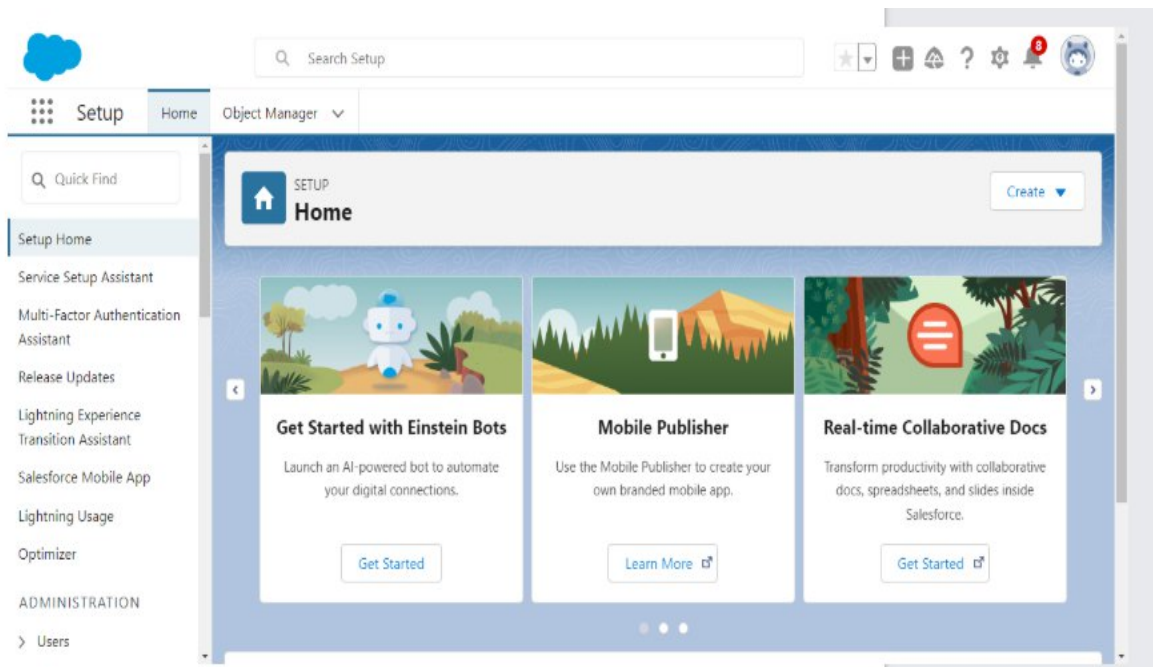 Search Setup
8
Setup
Home
Object Manager
Quick Find
Setup Home
Service Setup Assistant
Multi-Factor Authentication
Assistant
Release Updates
Lightning Experience
Transition Assistant
Salesforce Mobile App
Lightning Usage
Optimizer
ADMINISTRATION
Users
SETUP
Home
Create
Get Started with Einstein Bots
Launch an AI-powered bot to automate
your digital connections.
Get Started
Mobile Publisher
Use the Mobile Publisher to create your
own branded mobile app.
Learn More
Real-time Collaborative Docs
Transform productivity with collaborative
docs, spreadsheets, and slides inside
Salesforce.
Get Started